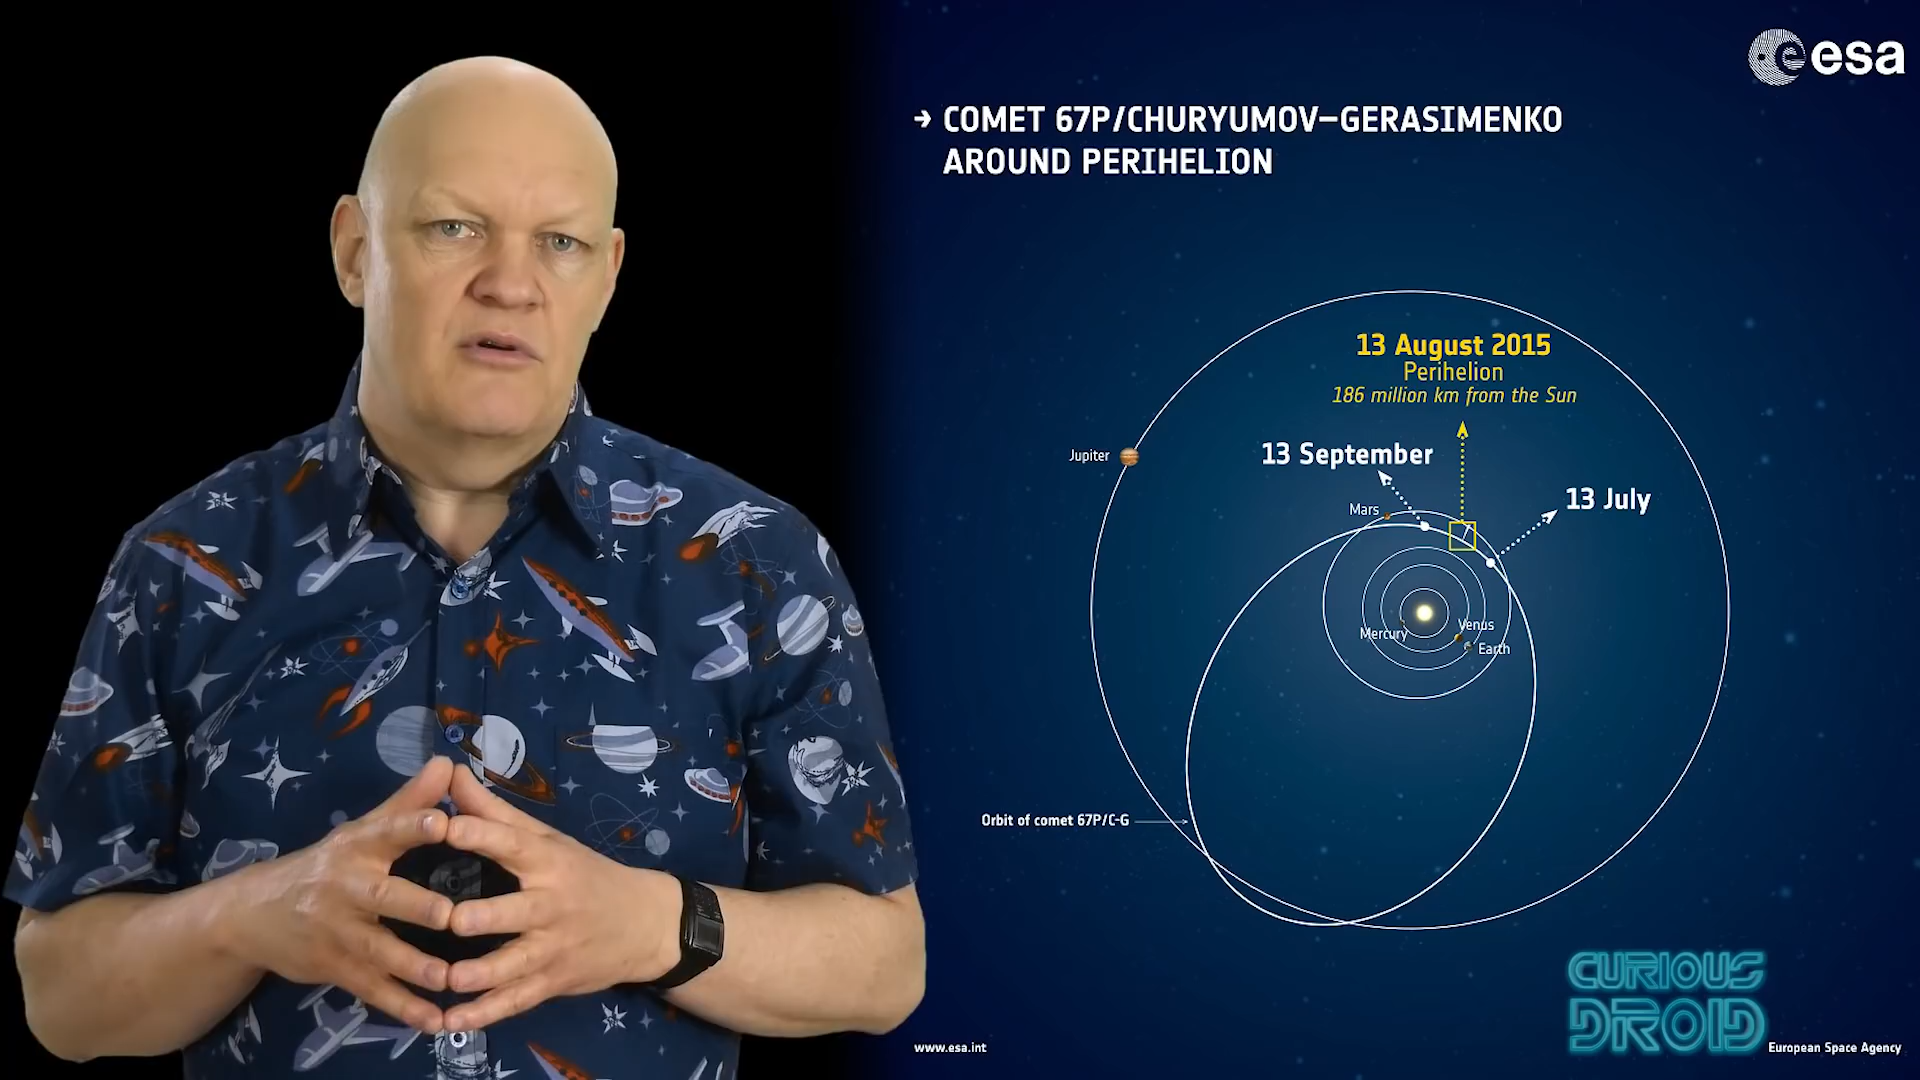 esa
→ COMET 67P/CHURYUMOV–GERASIMENKO
AROUND PERIHELION
13 August 2015
Perihelion
186 million km from the Sun
Jupiter
13 September
13 July
Mars
Mercury
Venus
Earth
Orbit of comet 67P/C-G
CURIOUS
DROID
www.esa.int
European Space Agency